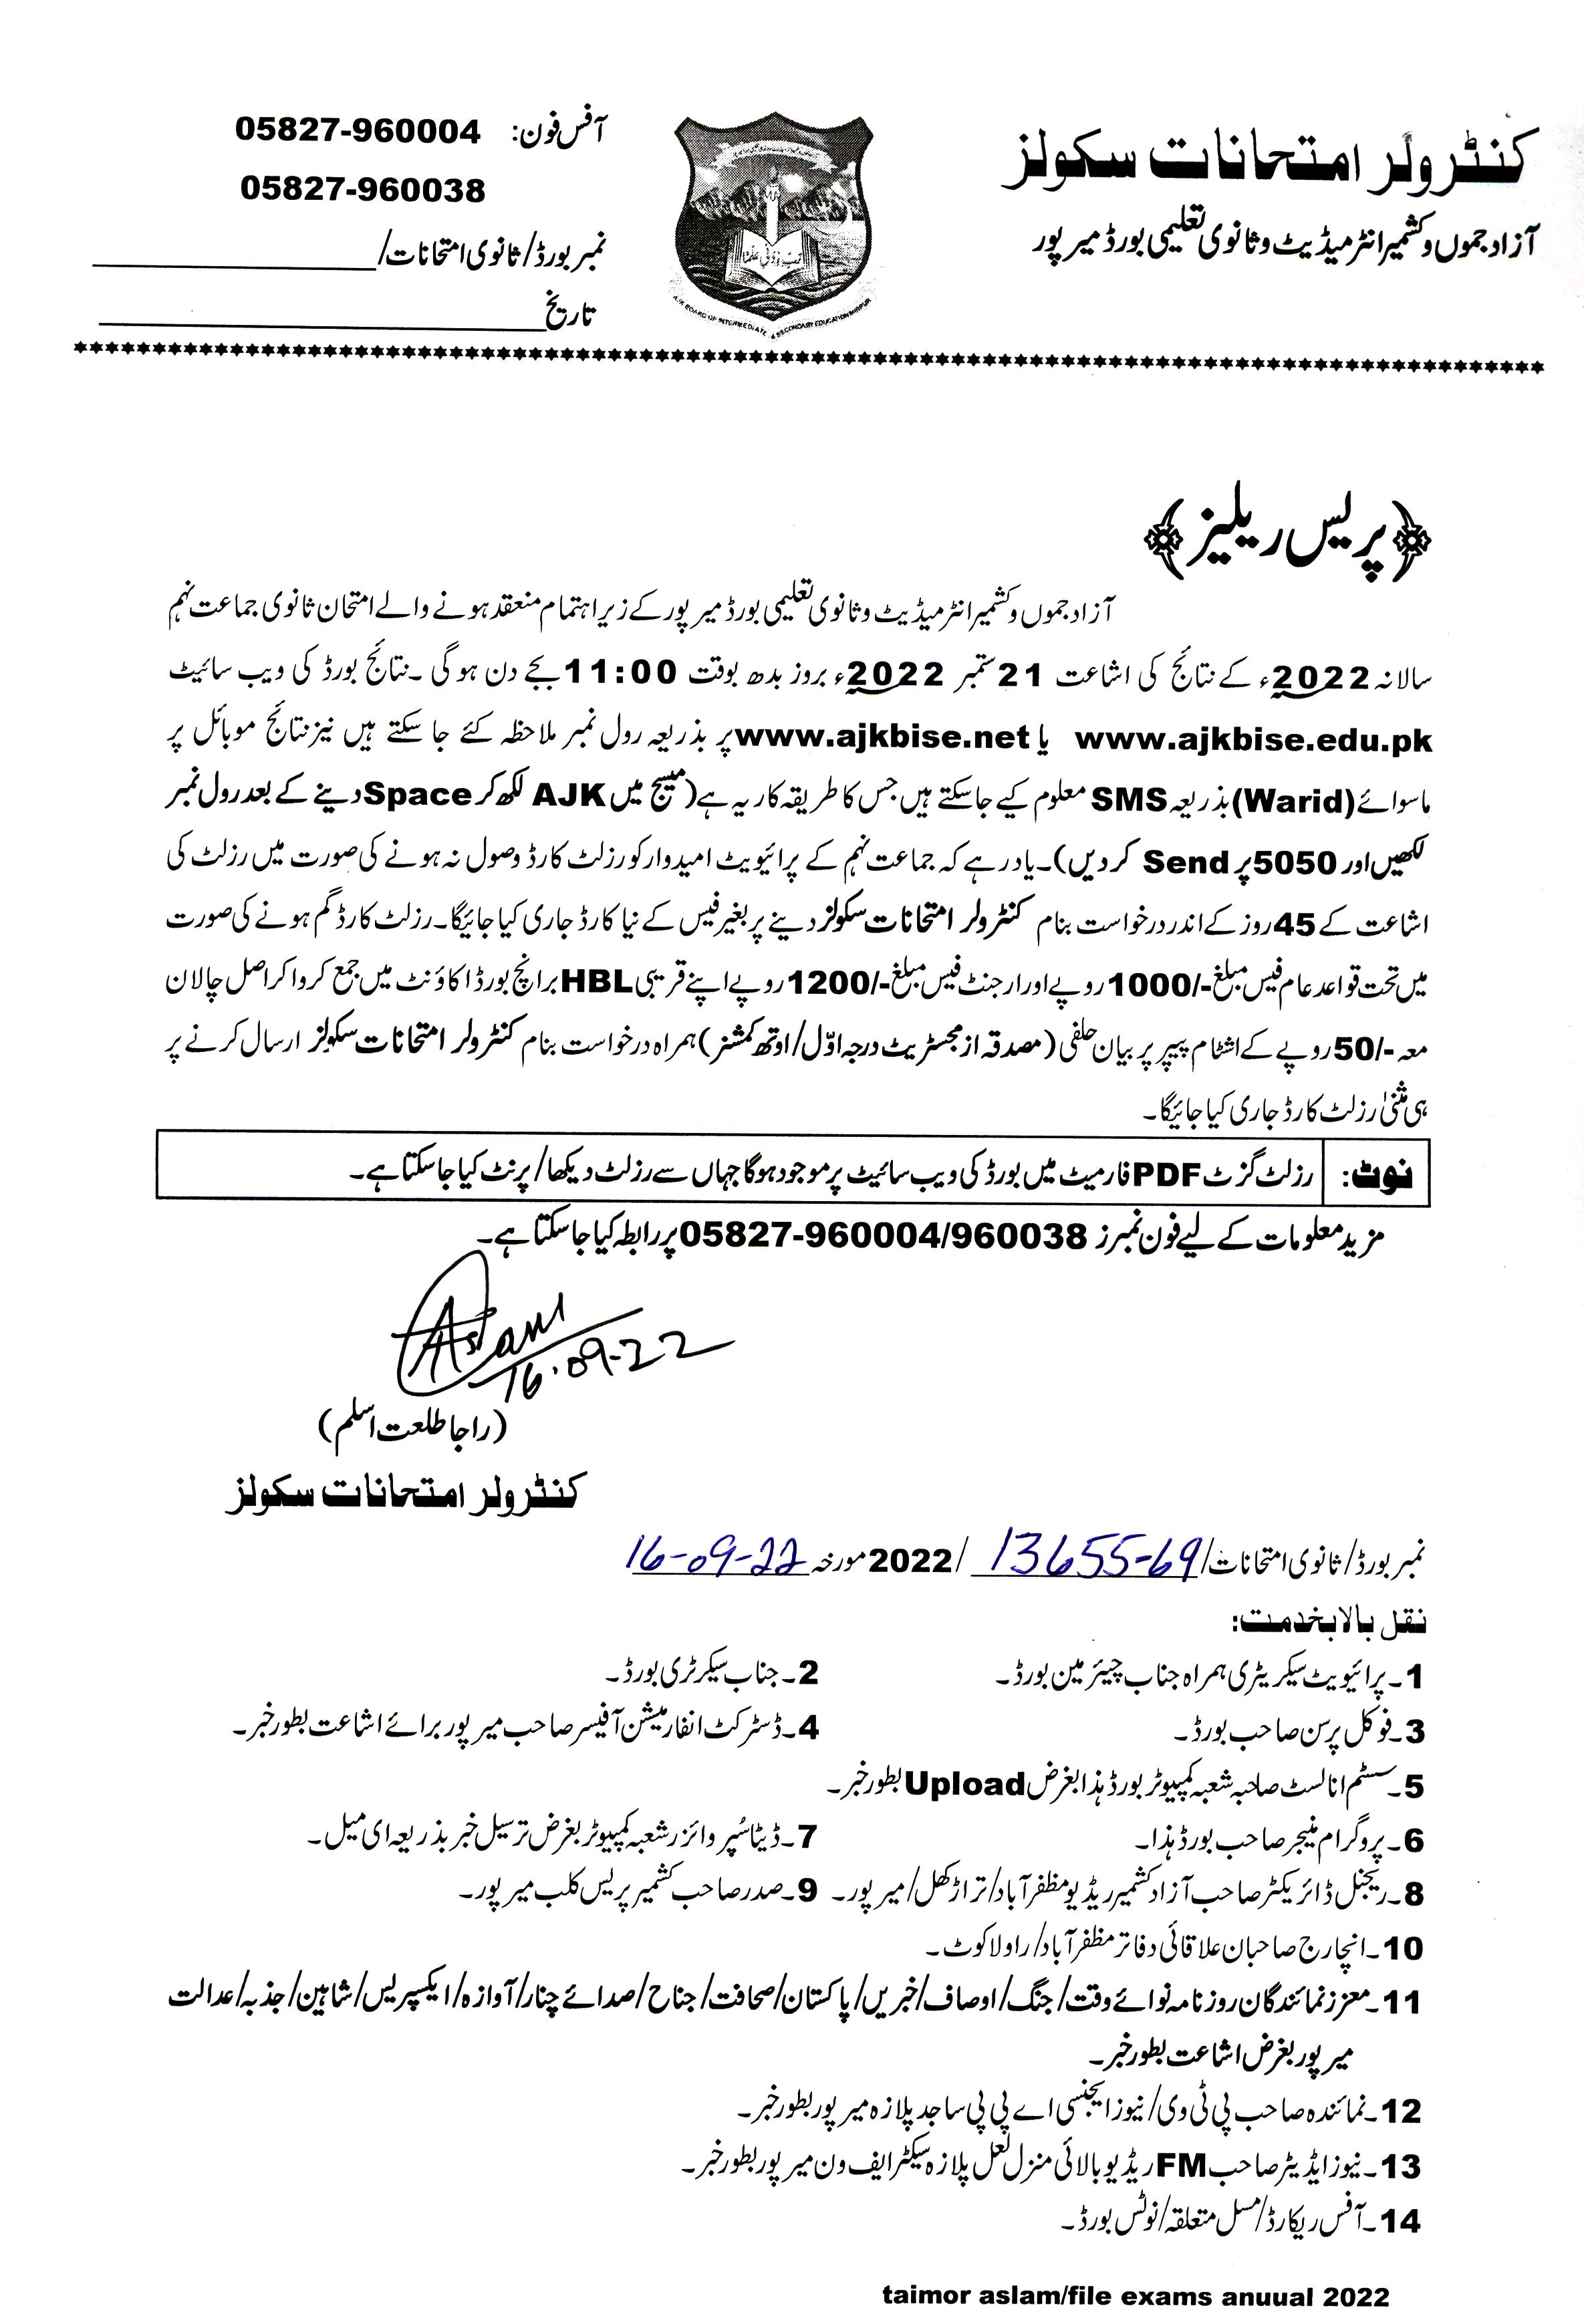 کنٹرولر امتحانات سکولز
آزاد جموں و کشمیر انٹرمیڈیٹ و ثانوی تعلیمی بورڈ میرپور
آفس فون: 05827-960004
05827-960038
نمبر بورڈ/ثانوی امتحانات/
تاریخ
AJK BOARD OF INTERMEDIATE & SECONDARY EDUCATION MIRPUR
رَبِّ زِدْنِي عِلْمًا
﴿پریس ریلیز﴾
آزاد جموں و کشمیر انٹرمیڈیٹ و ثانوی تعلیمی بورڈ میرپور کے زیر اہتمام منعقد ہونے والے امتحان ثانوی جماعت نہم
سالانہ 2022ء کے نتائج کی اشاعت 21 ستمبر 2022ء بروز بدھ بوقت 11:00 بجے دن ہوگی ۔نتائج بورڈ کی ویب سائیٹ
www.ajkbise.edu.pk یا www.ajkbise.net پر بذریعہ رول نمبر ملاحظہ کئے جا سکتے ہیں نیز نتائج موبائل پر
ماسوائے (Warid) بذریعہ SMS معلوم کیے جاسکتے ہیں جس کا طریقہ کار یہ ہے (میسج میں AJK لکھ کر Space دینے کے بعد رول نمبر
لکھیں اور 5050 پر Send کر دیں)۔یاد رہے کہ جماعت نہم کے پرائیویٹ امیدوار کو رزلٹ کارڈ وصول نہ ہونے کی صورت میں رزلٹ کی
اشاعت کے 45 روز کے اندر درخواست بنام کنٹرولر امتحانات سکولز دینے پر بغیر فیس کے نیا کارڈ جاری کیا جائیگا۔رزلٹ کارڈ گم ہونے کی صورت
میں تحت قواعد عام فیس مبلغ -/1000 روپے اور ارجنٹ فیس مبلغ -/1200 روپے اپنے قریبی HBL برانچ بورڈ اکاؤنٹ میں جمع کروا کر اصل چالان
معہ -/50 روپے کے اشٹام پیپر پر بیان حلفی (مصدقہ از مجسٹریٹ درجہ اوّل/اوتھ کمشنر) ہمراہ درخواست بنام کنٹرولر امتحانات سکولز ارسال کرنے پر
ہی مثنیٰ رزلٹ کارڈ جاری کیا جائیگا۔
نوٹ: رزلٹ گزٹ PDF فارمیٹ میں بورڈ کی ویب سائیٹ پر موجود ہوگا جہاں سے رزلٹ دیکھا/پرنٹ کیا جاسکتا ہے۔
مزید معلومات کے لیے فون نمبرز 05827-960004/960038 پر رابطہ کیا جاسکتا ہے۔
Aslam
16.09-22
(راجا طلعت اسلم)
کنٹرولر امتحانات سکولز
نمبر بورڈ/ثانوی امتحانات/ 13655-69 /2022 مورخہ 16-09-22
نقل بالا بخدمت:
1۔پرائیویٹ سیکریٹری ہمراہ جناب چیئرمین بورڈ۔ 2۔جناب سیکرٹری بورڈ۔
3۔فوکل پرسن صاحب بورڈ۔ 4۔ڈسٹرکٹ انفارمیشن آفیسر صاحب میرپور برائے اشاعت بطور خبر۔
5۔سسٹم انالسٹ صاحبہ شعبہ کمپیوٹر بورڈ ہذا بغرض Upload بطور خبر۔
6۔پروگرام منیجر صاحب بورڈ ہذا۔ 7۔ڈیٹا سُپر وائزر شعبہ کمپیوٹر بغرض ترسیل خبر بذریعہ ای میل۔
8۔ریجنل ڈائریکٹر صاحب آزاد کشمیر ریڈیو مظفرآباد/تراڑکھل/میرپور۔ 9۔صدر صاحب کشمیر پریس کلب میرپور۔
10۔انچارج صاحبان علاقائی دفاتر مظفرآباد/راولاکوٹ۔
11۔معزز نمائندگان روزنامہ نوائے وقت/جنگ/اوصاف/خبریں/پاکستان/صحافت/جناح/صدائے چنار/آوازہ/ایکسپریس/شاہین/جذبہ/عدالت
میرپور بغرض اشاعت بطور خبر۔
12۔نمائندہ صاحب پی ٹی وی/نیوز ایجنسی اے پی پی ساجد پلازہ میرپور بطور خبر۔
13۔نیوز ایڈیٹر صاحب FM ریڈیو بالائی منزل لعل پلازہ سیکٹر ایف ون میرپور بطور خبر۔
14۔آفس ریکارڈ/مسل متعلقہ/نوٹس بورڈ۔
taimor aslam/file exams anuual 2022